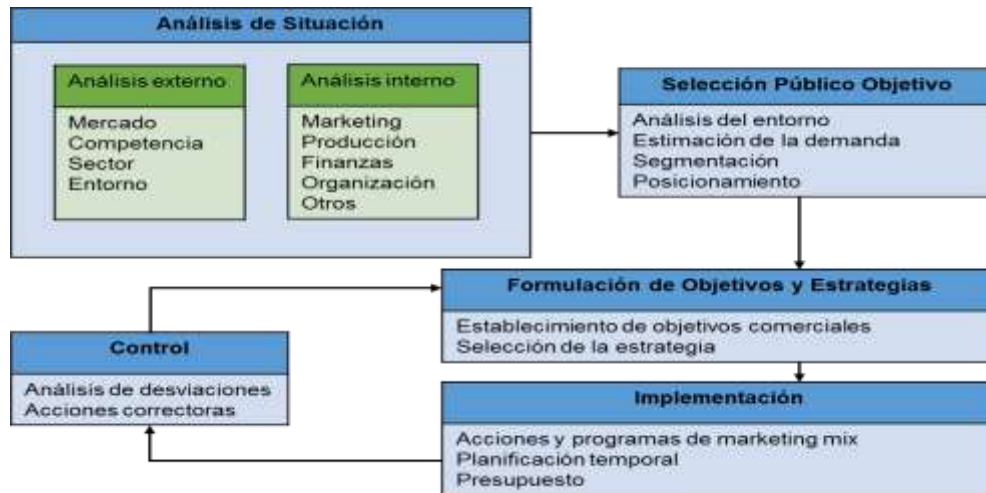 Análisis de Situación
Análisis externo
Mercado
Competencia
Sector
Entorno
Análisis interno
Marketing
Producción
Finanzas
Organización
Otros
Selección Público Objetivo
Análisis del entorno
Estimación de la demanda
Segmentación
Posicionamiento
Formulación de Objetivos y Estrategias
Establecimiento de objetivos comerciales
Selección de la estrategia
Implementación
Acciones y programas de marketing mix
Planificación temporal
Presupuesto
Control
Análisis de desviaciones
Acciones correctoras